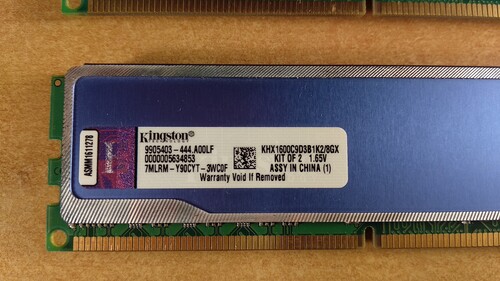 ASMM1611278
Kingston
9905403-444.A00LF
0000005634853
7MLRM-Y90CYT-3WC0F
KHX1600C9D3B1K2/8GX
KIT OF 2 1.65V
ASSY IN CHINA (1)
Warranty Void If Removed